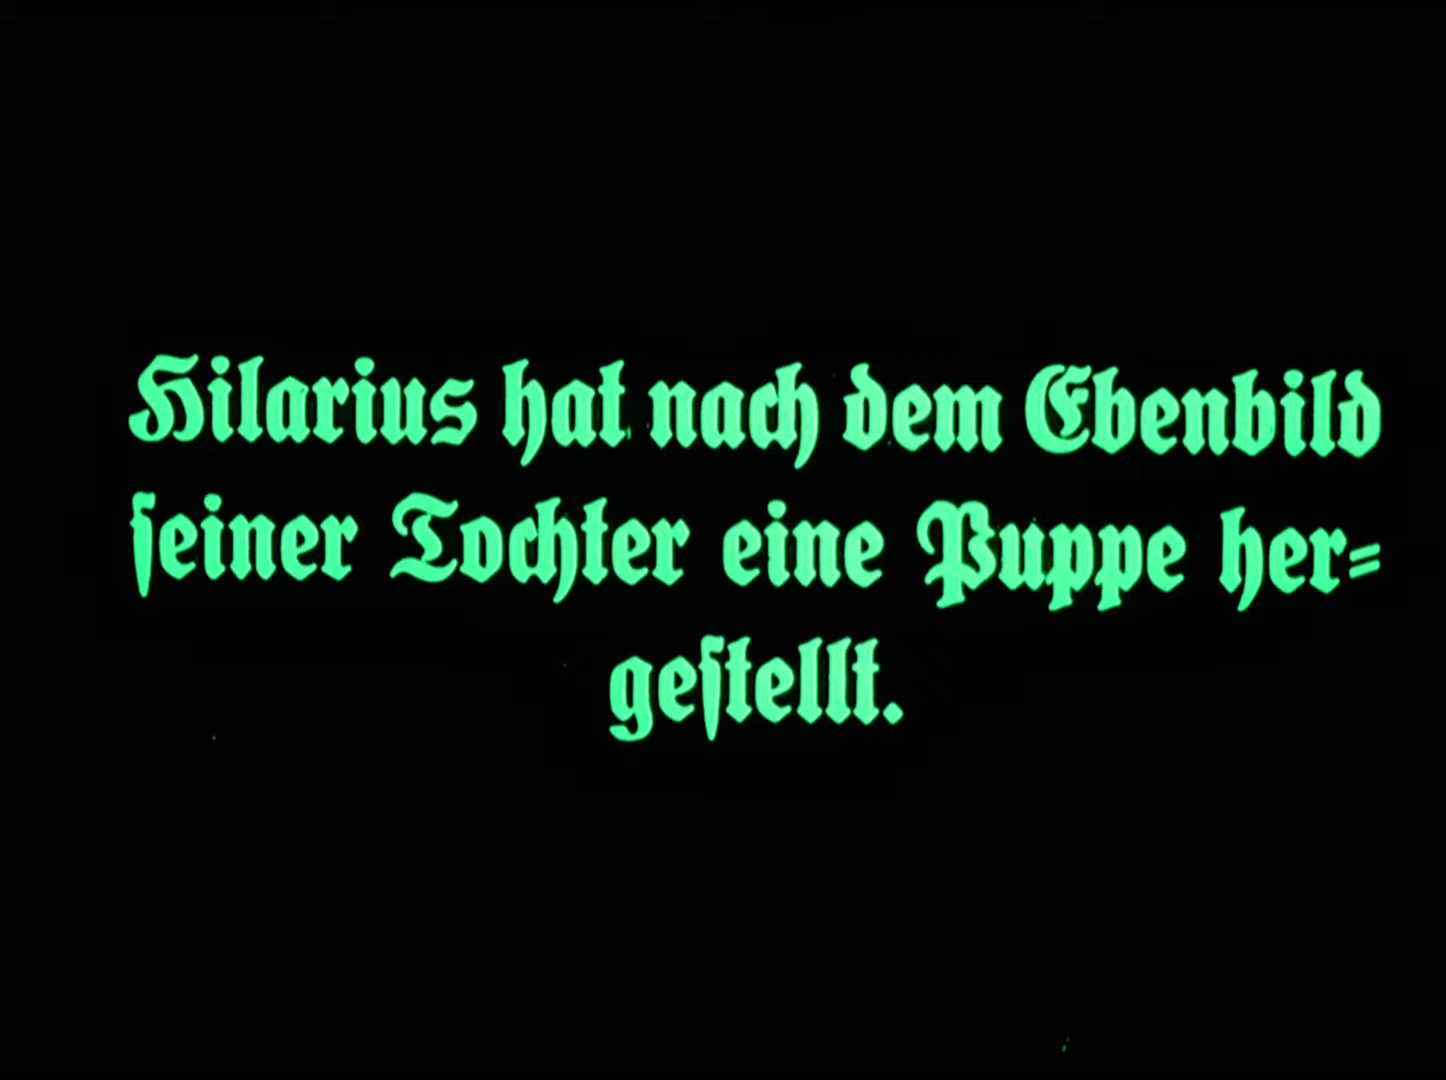 Hilarius hat nach dem Ebenbild
ſeiner Tochter eine Puppe her⸗
geſtellt.